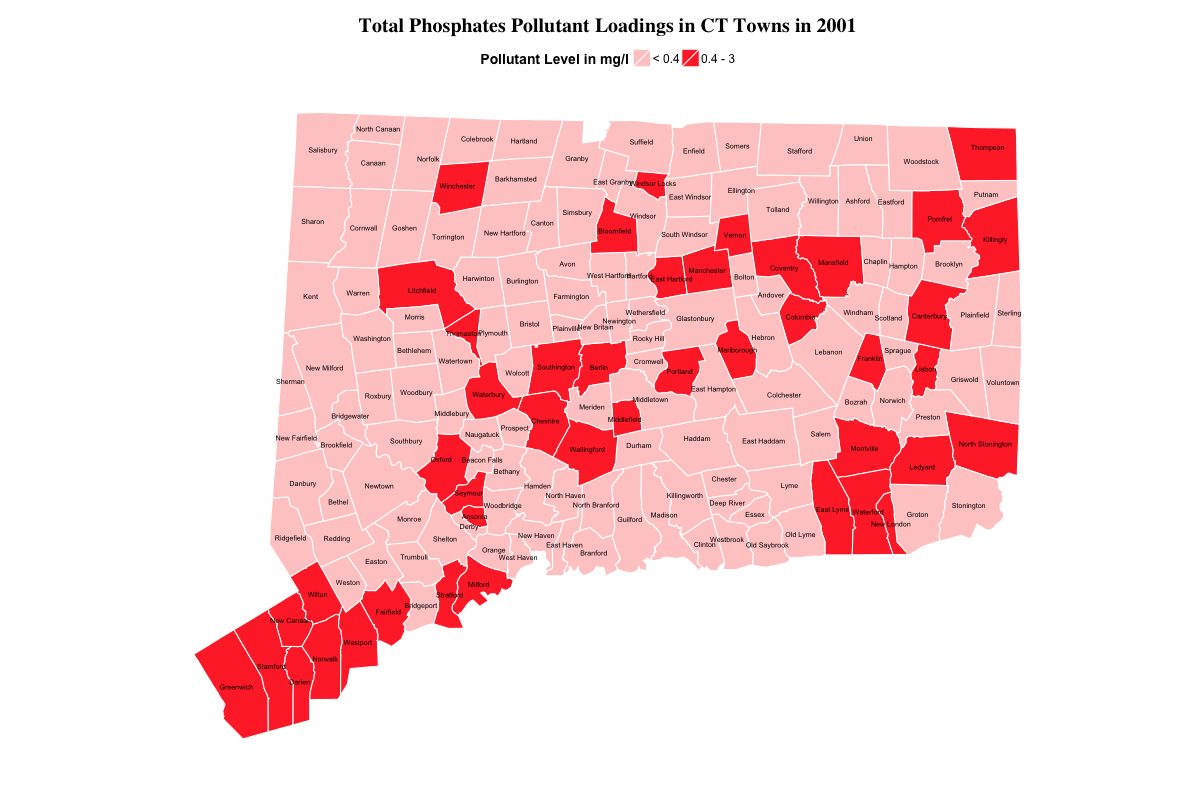 Total Phosphates Pollutant Loadings in CT Towns in 2001
Pollutant Level in mg/l < 0.4 0.4 - 3
North Canaan
Colebrook
Hartland
Suffield
Union
Salisbury
Canaan
Norfolk
Granby
Enfield
Somers
Stafford
Woodstock
Thompson
Winchester
Barkhamsted
East Granby
Windsor Locks
East Windsor
Ellington
Putnam
Sharon
Cornwall
Goshen
Torrington
New Hartford
Canton
Simsbury
Bloomfield
Windsor
South Windsor
Vernon
Tolland
Willington
Ashford
Eastford
Pomfret
Killingly
Kent
Warren
Litchfield
Harwinton
Burlington
Avon
West Hartford
Hartford
East Hartford
Manchester
Bolton
Coventry
Mansfield
Chaplin
Hampton
Brooklyn
Morris
Farmington
Andover
Washington
Thomaston
Plymouth
Bristol
Plainville
New Britain
Newington
Wethersfield
Glastonbury
Hebron
Columbia
Windham
Scotland
Canterbury
Plainfield
Sterling
Bethlehem
Watertown
Rocky Hill
Marlborough
Lebanon
Franklin
Sprague
New Milford
Sherman
Roxbury
Woodbury
Waterbury
Wolcott
Southington
Berlin
Cromwell
Portland
East Hampton
Colchester
Lisbon
Griswold
Voluntown
Bridgewater
Middlebury
Cheshire
Meriden
Middletown
Middlefield
Bozrah
Norwich
Preston
New Fairfield
Brookfield
Southbury
Naugatuck
Prospect
Wallingford
Durham
Haddam
East Haddam
Salem
Montville
Ledyard
North Stonington
Oxford
Beacon Falls
Bethany
Danbury
Bethel
Newtown
Seymour
Woodbridge
Hamden
North Haven
North Branford
Guilford
Madison
Killingworth
Chester
Deep River
Essex
Lyme
East Lyme
Waterford
New London
Groton
Stonington
Monroe
Ansonia
Derby
Ridgefield
Redding
Shelton
Orange
New Haven
West Haven
East Haven
Branford
Clinton
Westbrook
Old Saybrook
Old Lyme
Easton
Trumbull
Weston
Wilton
Fairfield
Bridgeport
Stratford
Milford
New Canaan
Westport
Norwalk
Stamford
Darien
Greenwich